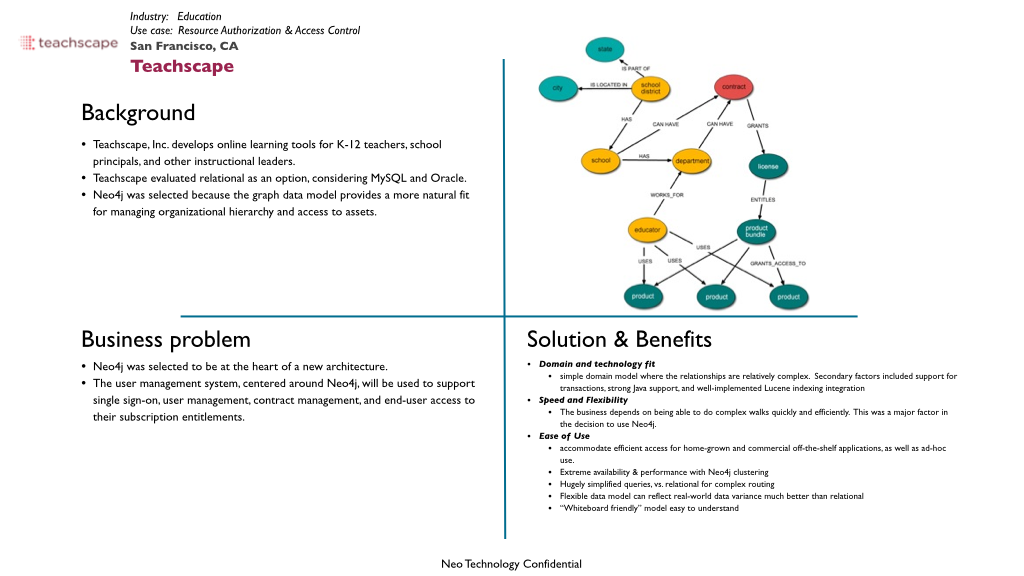 Industry: Education
Use case: Resource Authorization & Access Control
San Francisco, CA
teachscape
Teachscape
Background
• Teachscape, Inc. develops online learning tools for K-12 teachers, school
principals, and other instructional leaders.
• Teachscape evaluated relational as an option, considering MySQL and Oracle.
• Neo4j was selected because the graph data model provides a more natural fit
for managing organizational hierarchy and access to assets.
state
IS PART OF
city
IS LOCATED IN
school
district
contract
HAS
CAN HAVE
CAN HAVE
GRANTS
school
HAS
department
license
WORKS_FOR
ENTITLES
educator
product
bundle
USES
USES
USES
GRANTS_ACCESS_TO
product
product
product
Business problem
• Neo4j was selected to be at the heart of a new architecture.
• The user management system, centered around Neo4j, will be used to support
single sign-on, user management, contract management, and end-user access to
their subscription entitlements.
Solution & Benefits
• Domain and technology fit
• simple domain model where the relationships are relatively complex. Secondary factors included support for
transactions, strong Java support, and well-implemented Lucene indexing integration
• Speed and Flexibility
• The business depends on being able to do complex walks quickly and efficiently. This was a major factor in
the decision to use Neo4j.
• Ease of Use
• accommodate efficient access for home-grown and commercial off-the-shelf applications, as well as ad-hoc
use.
• Extreme availability & performance with Neo4j clustering
• Hugely simplified queries, vs. relational for complex routing
• Flexible data model can reflect real-world data variance much better than relational
• “Whiteboard friendly” model easy to understand
Neo Technology Confidential